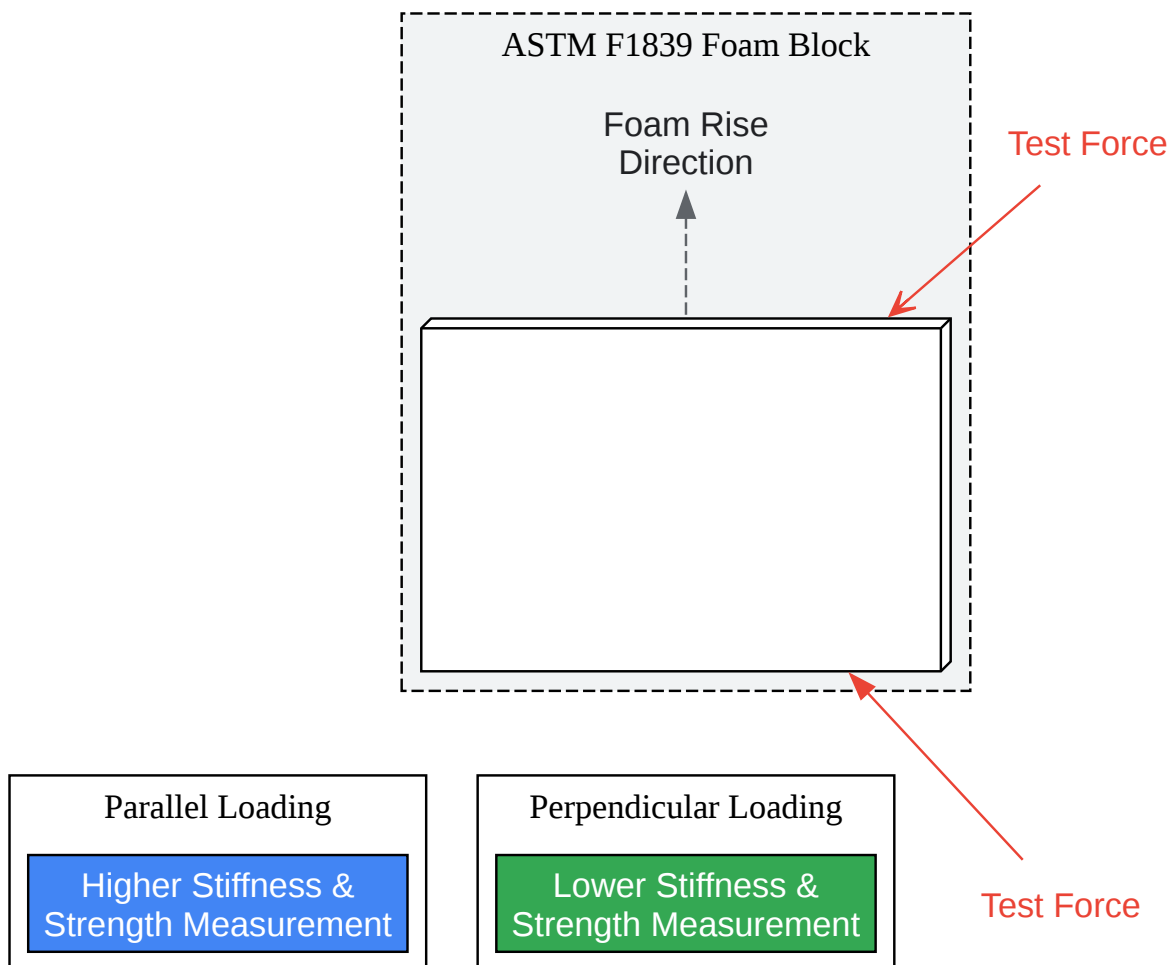 ASTM F1839 Foam Block
Foam Rise
Direction
Test Force
Parallel Loading
Higher Stiffness &
Strength Measurement
Perpendicular Loading
Lower Stiffness &
Strength Measurement
Test Force